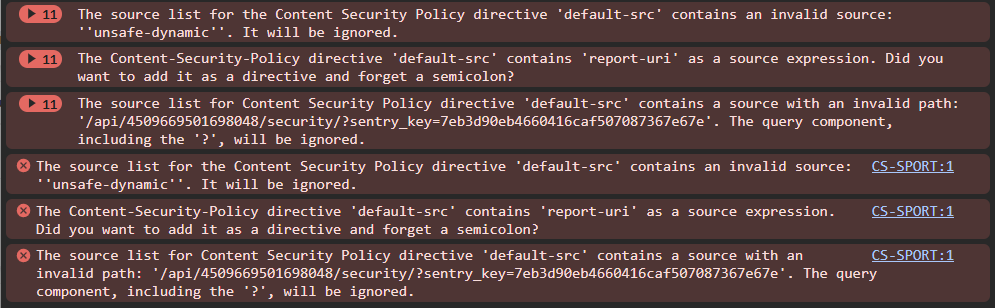 11 The source list for the Content Security Policy directive 'default-src' contains an invalid source:
''unsafe-dynamic''. It will be ignored.
11 The Content-Security-Policy directive 'default-src' contains 'report-uri' as a source expression. Did you
want to add it as a directive and forget a semicolon?
11 The source list for Content Security Policy directive 'default-src' contains a source with an invalid path:
'/api/4509669501698048/security/?sentry_key=7eb3d90eb4660416caf507087367e67e'. The query component,
including the '?', will be ignored.
The source list for the Content Security Policy directive 'default-src' contains an invalid source: CS-SPORT:1
''unsafe-dynamic''. It will be ignored.
The Content-Security-Policy directive 'default-src' contains 'report-uri' as a source expression. CS-SPORT:1
Did you want to add it as a directive and forget a semicolon?
The source list for Content Security Policy directive 'default-src' contains a source with an CS-SPORT:1
invalid path: '/api/4509669501698048/security/?sentry_key=7eb3d90eb4660416caf507087367e67e'. The query
component, including the '?', will be ignored.